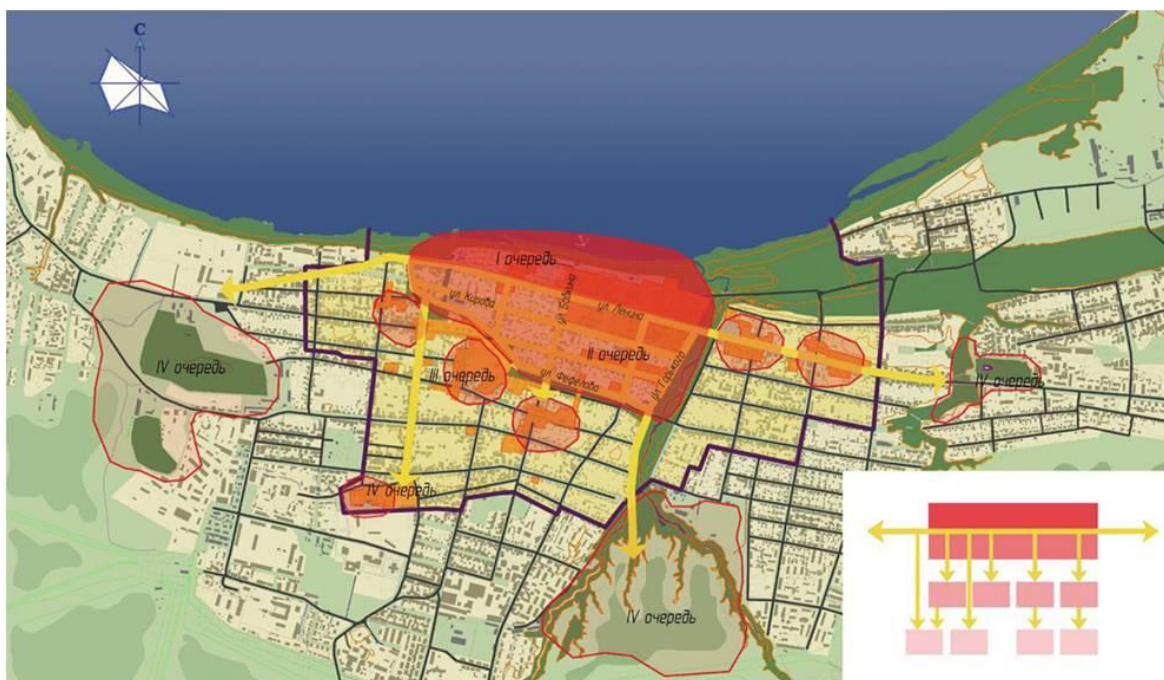 С
I очередь
ул. Кирова
ул. Бородина
ул. Ленина
II очередь
ул. Горького
ул. Фефелова
III очередь
IV очередь
IV очередь
IV очередь
IV очередь